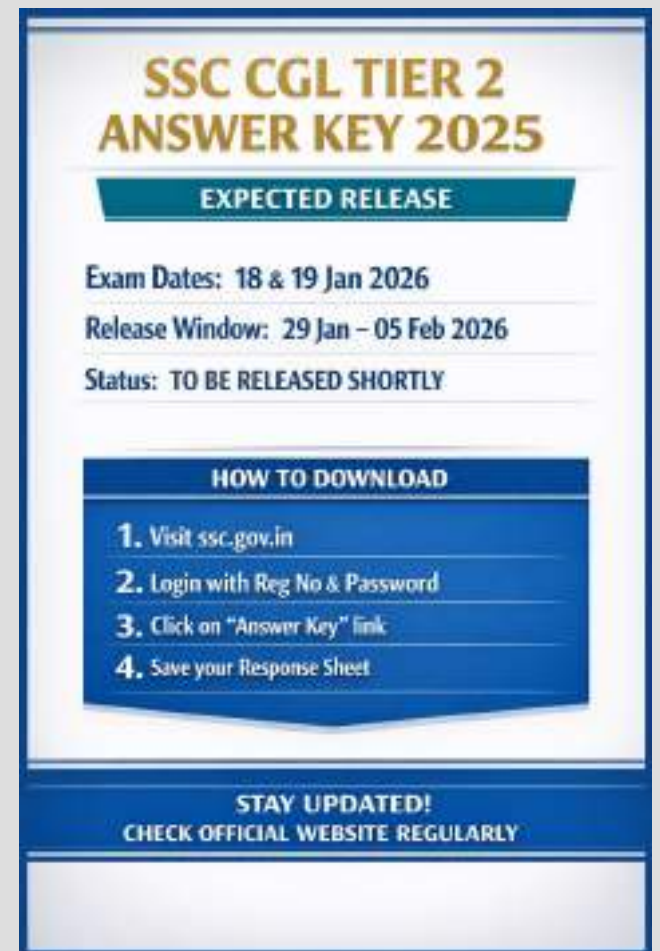 SSC CGL TIER 2
ANSWER KEY 2025
EXPECTED RELEASE
Exam Dates: 18 & 19 Jan 2026
Release Window: 29 Jan – 05 Feb 2026
Status: TO BE RELEASED SHORTLY
HOW TO DOWNLOAD
1. Visit ssc.gov.in
2. Login with Reg No & Password
3. Click on “Answer Key” link
4. Save your Response Sheet
STAY UPDATED!
CHECK OFFICIAL WEBSITE REGULARLY